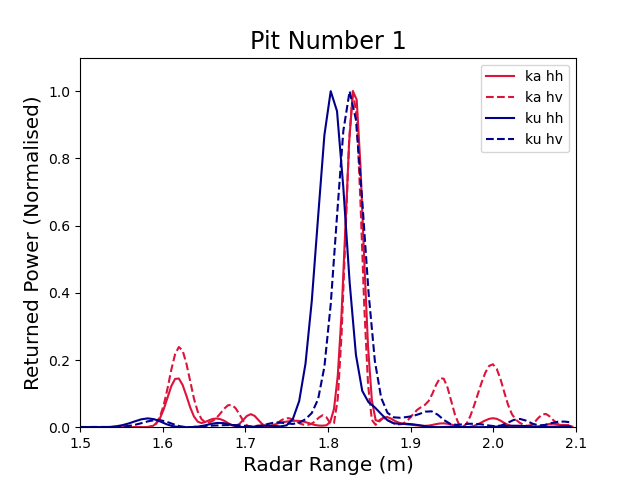 Pit Number 1
Returned Power (Normalised)
1.0
0.8
0.6
0.4
0.2
0.0
ka hh
ka hv
ku hh
ku hv
1.5 1.6 1.7 1.8 1.9 2.0 2.1
Radar Range (m)